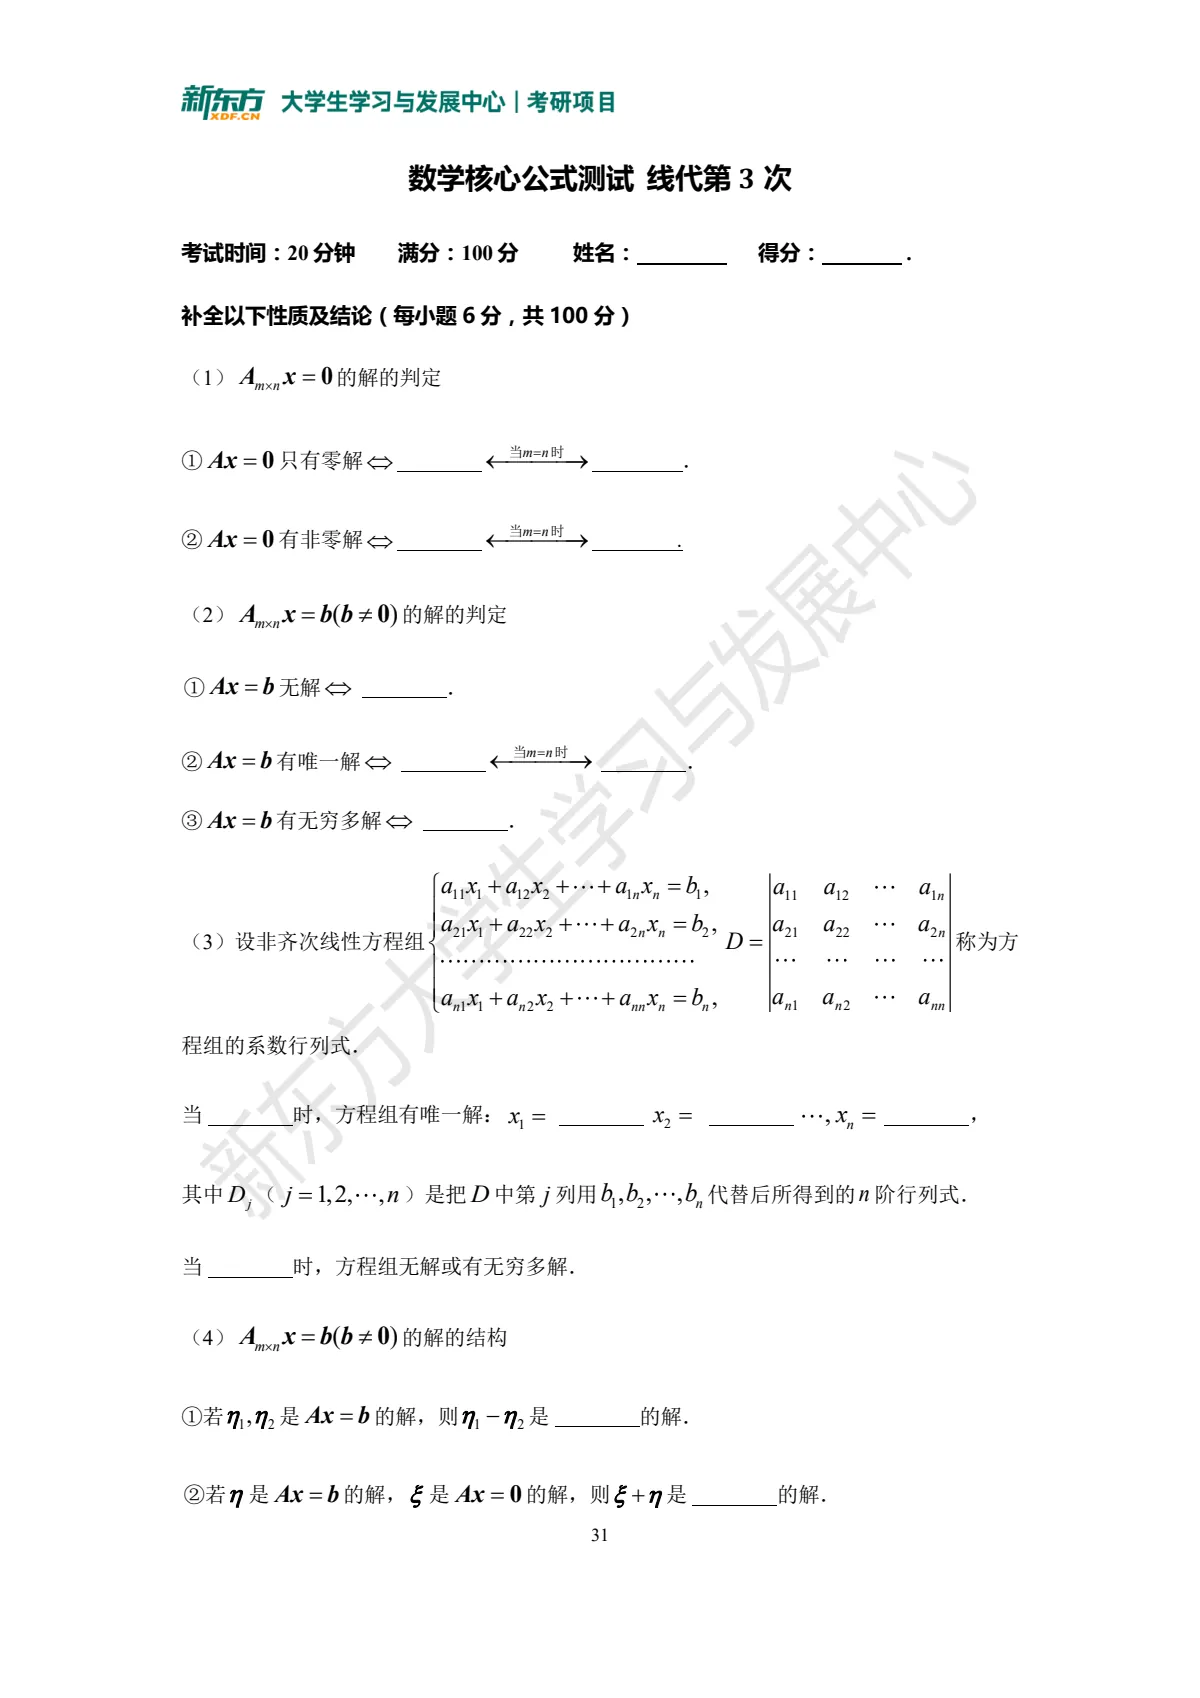 新东方 XDF.CN 大学生学习与发展中心 | 考研项目
数学核心公式测试 线代第 3 次
考试时间：20 分钟 满分：100 分 姓名：________ 得分：________．
补全以下性质及结论（每小题 6 分，共 100 分）
（1）A_{m×n} x = 0 的解的判定
① Ax = 0 只有零解⇔ ________ ←当m=n时→ ________．
② Ax = 0 有非零解⇔ ________ ←当m=n时→ ________．
（2）A_{m×n} x = b(b ≠ 0) 的解的判定
① Ax = b 无解⇔ ________．
② Ax = b 有唯一解⇔ ________ ←当m=n时→ ________．
③ Ax = b 有无穷多解⇔ ________．
（3）设非齐次线性方程组 { a_{11}x_1 + a_{12}x_2 + ⋯ + a_{1n}x_n = b_1, a_{21}x_1 + a_{22}x_2 + ⋯ + a_{2n}x_n = b_2, ⋯⋯⋯⋯ a_{n1}x_1 + a_{n2}x_2 + ⋯ + a_{nn}x_n = b_n, D = | a_{11} a_{12} ⋯ a_{1n} a_{21} a_{22} ⋯ a_{2n} ⋯ ⋯ ⋯ ⋯ a_{n1} a_{n2} ⋯ a_{nn} | 称为方
程组的系数行列式．
当 ________时，方程组有唯一解：x_1 = ________ x_2 = ________ ⋯, x_n = ________，
其中 D_j（ j = 1,2,⋯,n ）是把 D 中第 j 列用 b_1,b_2,⋯,b_n 代替后所得到的 n 阶行列式．
当 ________时，方程组无解或有无穷多解．
（4）A_{m×n} x = b(b ≠ 0) 的解的结构
①若 η_1, η_2 是 Ax = b 的解，则 η_1 − η_2 是 ________的解．
②若 η 是 Ax = b 的解，ξ 是 Ax = 0 的解，则 ξ + η 是 ________的解．
31
新东方大学生学习与发展中心